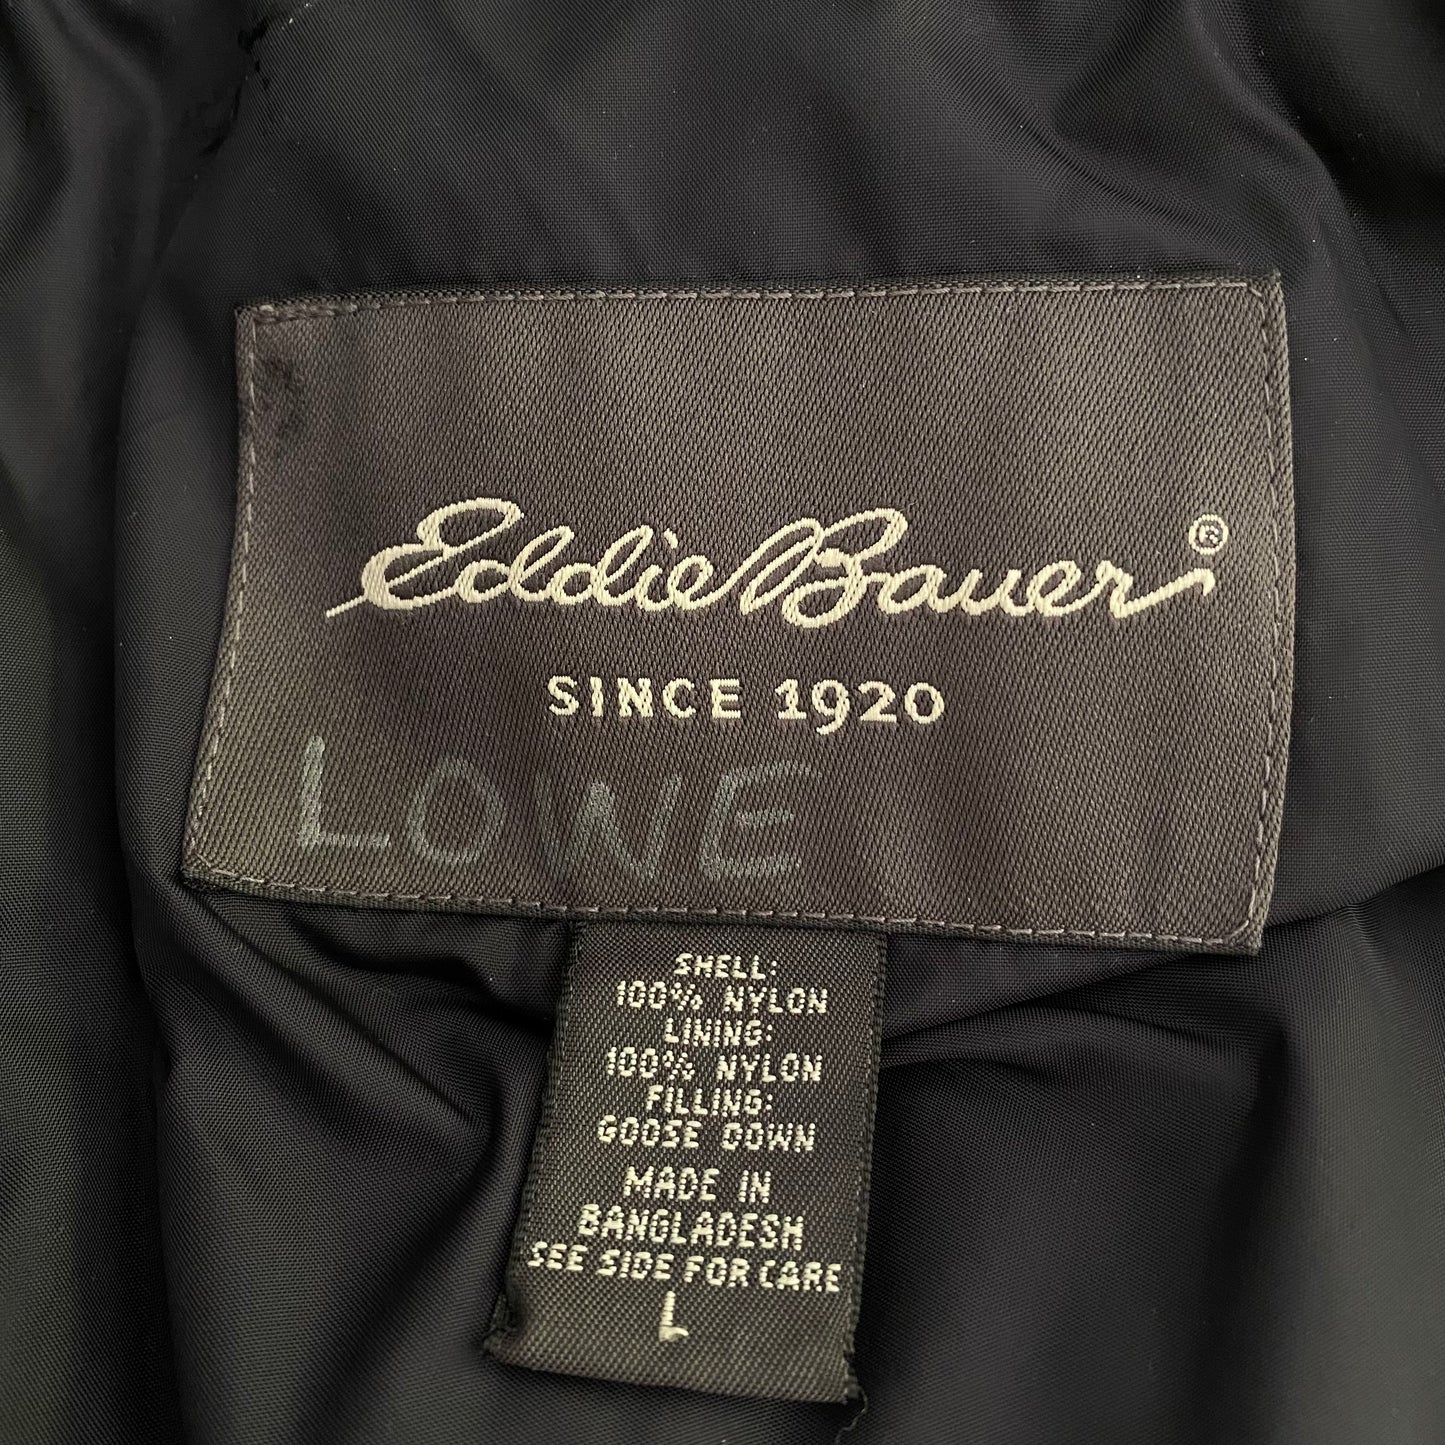 Eddie Bauer®
SINCE 1920
LOWE
SHELL:
100% NYLON
LINING:
100% NYLON
FILLING:
GOOSE DOWN
MADE IN
BANGLADESH
SEE SIDE FOR CARE
L